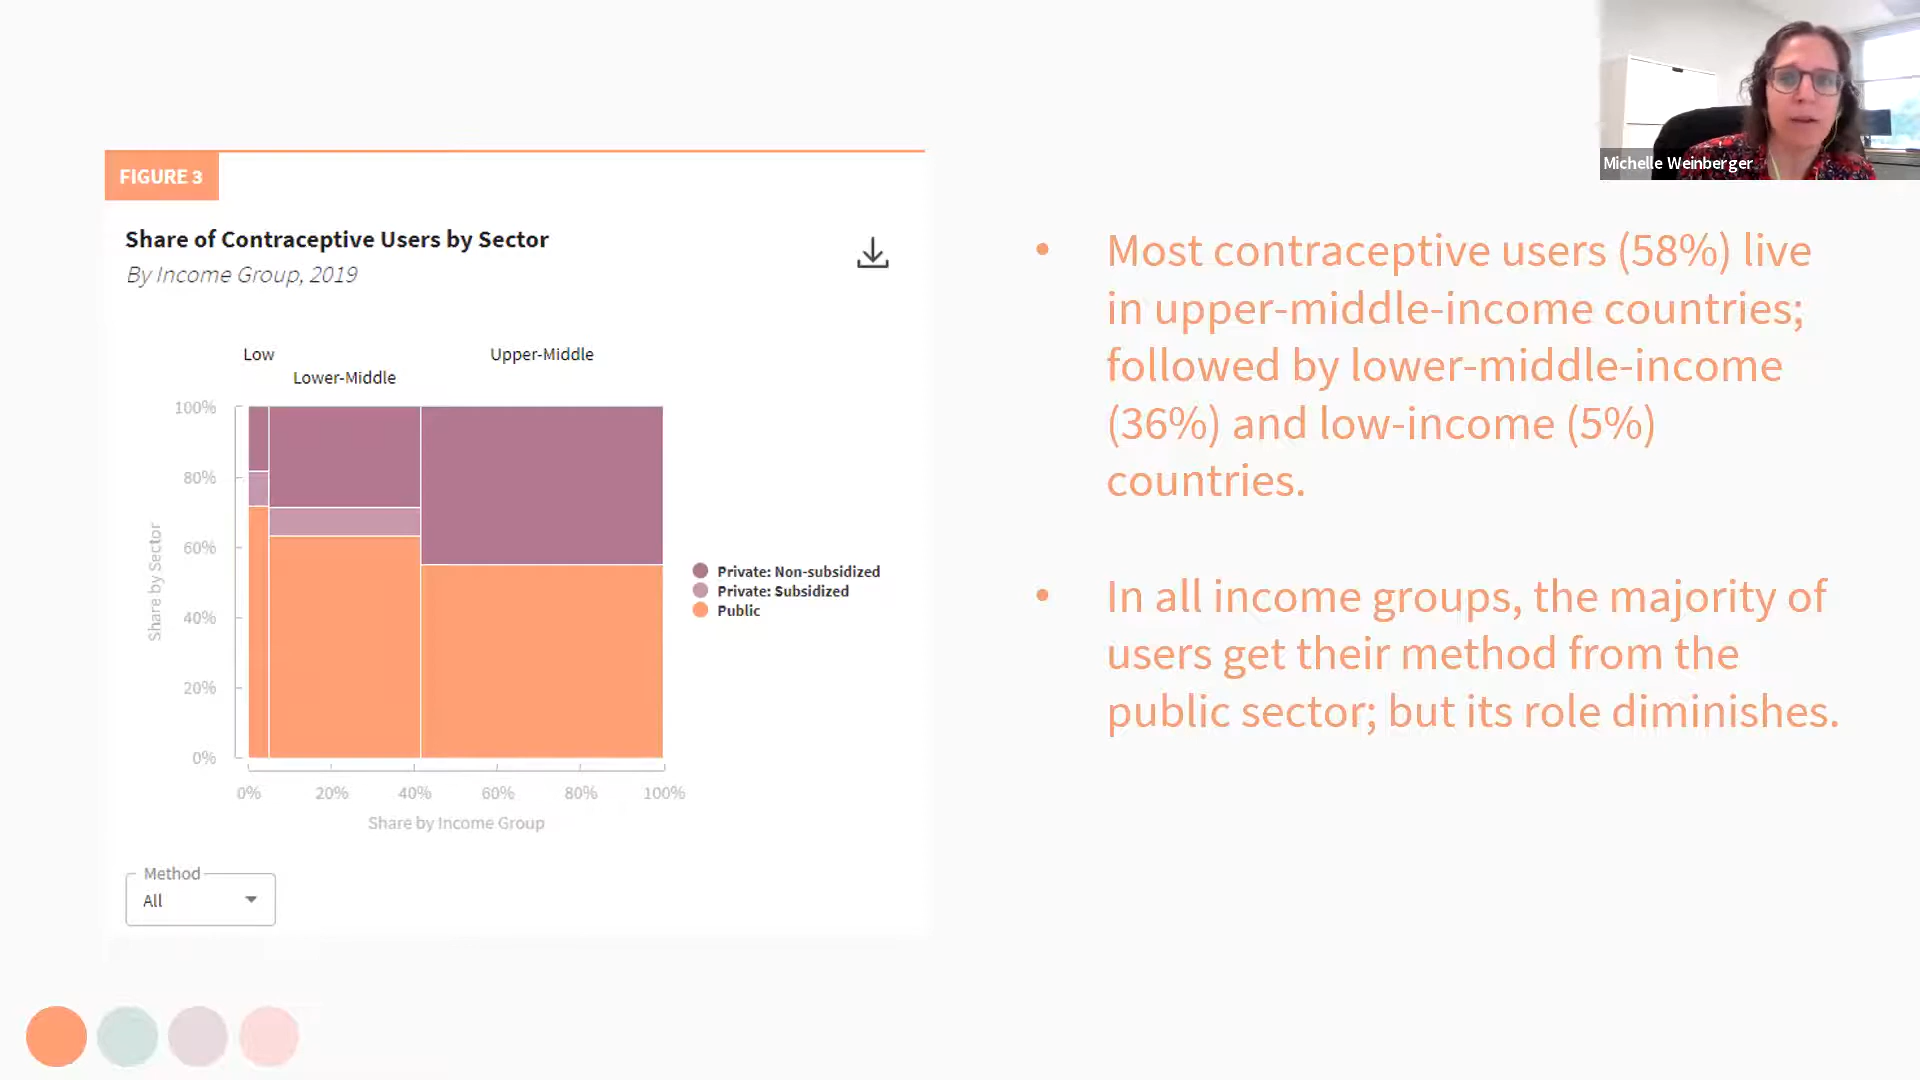 Michelle Weinberger
FIGURE 3
Share of Contraceptive Users by Sector
By Income Group, 2019
Low
Lower-Middle
Upper-Middle
100%
80%
60%
40%
20%
0%
Share by Sector
0%
20%
40%
60%
80%
100%
Share by Income Group
Private: Non-subsidized
Private: Subsidized
Public
Method
All
• Most contraceptive users (58%) live
in upper-middle-income countries;
followed by lower-middle-income
(36%) and low-income (5%)
countries.
• In all income groups, the majority of
users get their method from the
public sector; but its role diminishes.